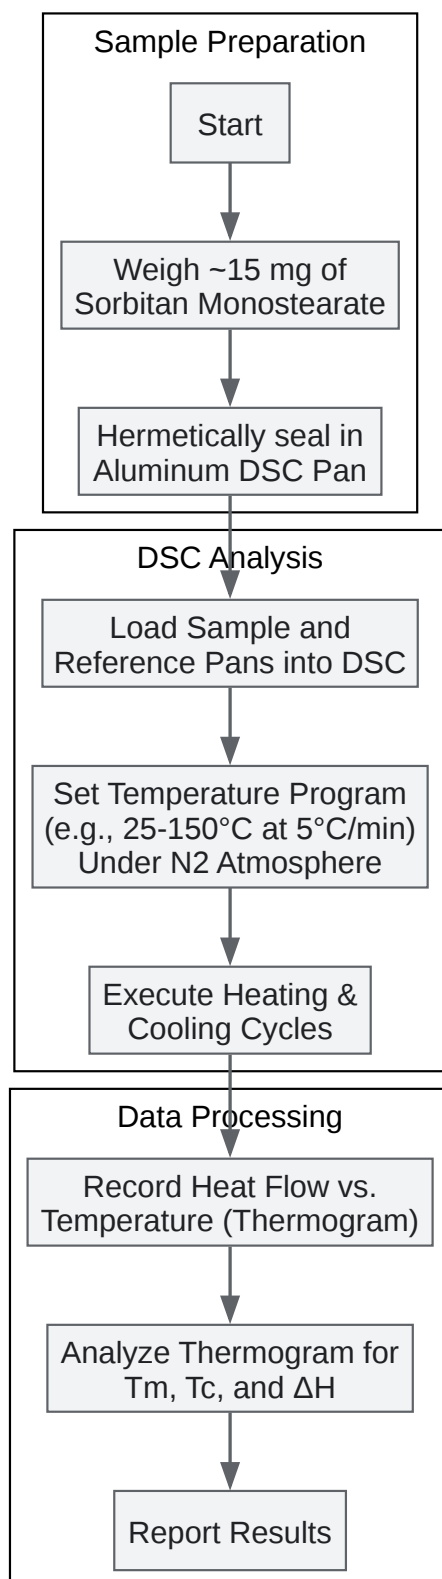 Sample Preparation
Start
Weigh ~15 mg of
Sorbitan Monostearate
Hermetically seal in
Aluminum DSC Pan
DSC Analysis
Load Sample and
Reference Pans into DSC
Set Temperature Program
(e.g., 25-150°C at 5°C/min)
Under N2 Atmosphere
Execute Heating &
Cooling Cycles
Data Processing
Record Heat Flow vs.
Temperature (Thermogram)
Analyze Thermogram for
Tm, Tc, and ΔH
Report Results